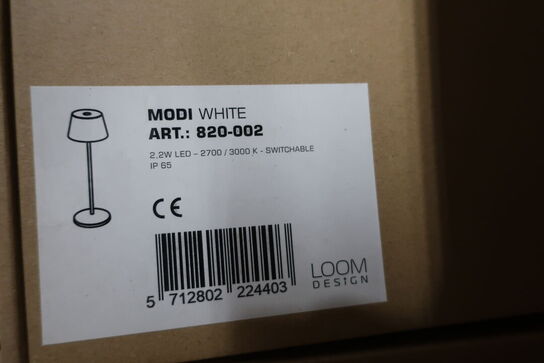 MODI WHITE
ART.: 820-002
2,2W LED – 2700 / 3000 K - SWITCHABLE
IP 65
CE
5 712802 224403
LOOM
DESIGN